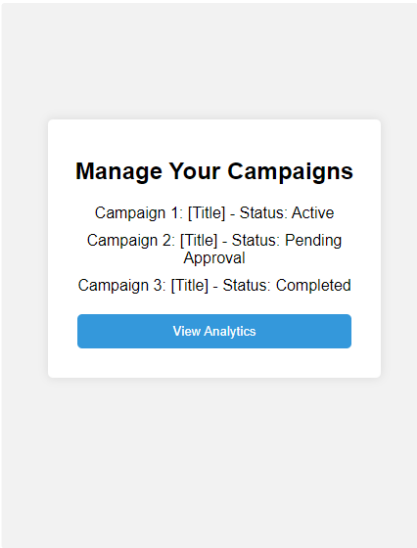 Manage Your Campaigns
Campaign 1: [Title] - Status: Active
Campaign 2: [Title] - Status: Pending
Approval
Campaign 3: [Title] - Status: Completed
View Analytics